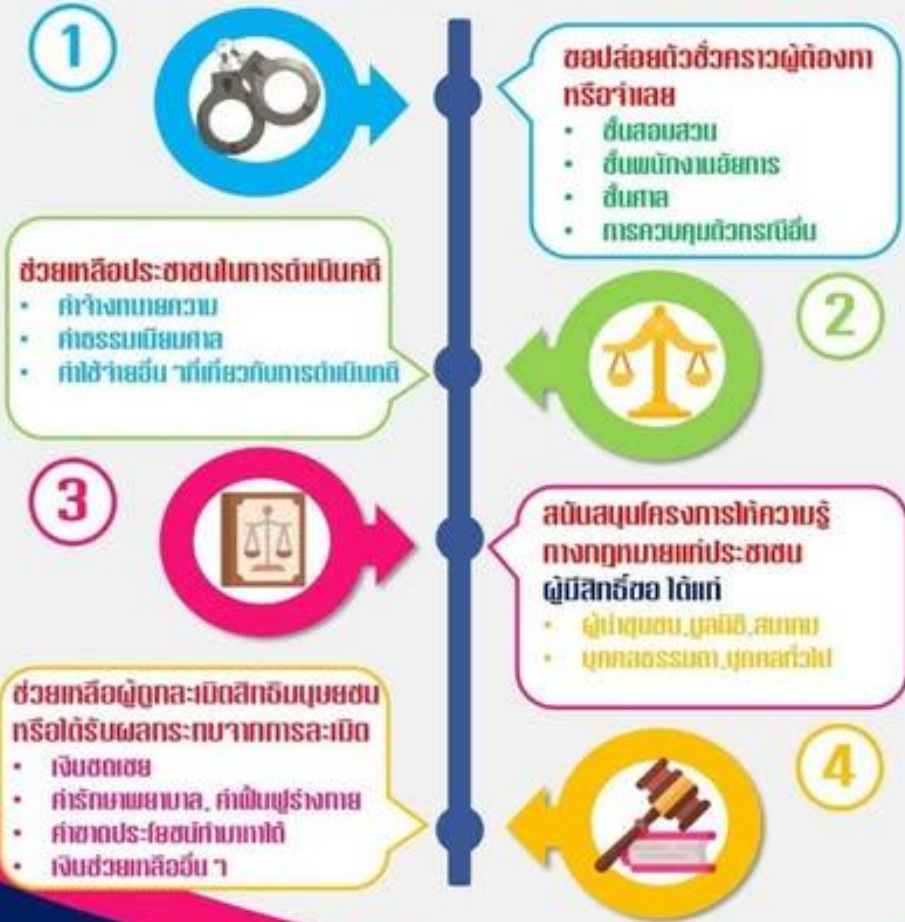 1
ขอปล่อยตัวชั่วคราวผู้ต้องหา
หรือจำเลย
• ชั้นสอบสวน
• ชั้นพนักงานอัยการ
• ชั้นศาล
• การควบคุมตัวกรณีอื่น
2
ช่วยเหลือประชาชนในการดำเนินคดี
• ค่าจ้างทนายความ
• ค่าธรรมเนียมศาล
• ค่าใช้จ่ายอื่น ๆที่เกี่ยวกับการดำเนินคดี
3
สนับสนุนโครงการให้ความรู้
ทางกฎหมายแก่ประชาชน
ผู้มีสิทธิ์ขอ ได้แก่
• ผู้นำชุมชน,มูลนิธิ,สมาคม
• บุคคลธรรมดา,บุคคลทั่วไป
4
ช่วยเหลือผู้ถูกละเมิดสิทธิมนุษยชน
หรือได้รับผลกระทบจากการละเมิด
• เงินชดเชย
• ค่ารักษาพยาบาล, ค่าฟื้นฟูร่างกาย
• ค่าขาดประโยชน์ทำมาหาได้
• เงินช่วยเหลืออื่น ๆ